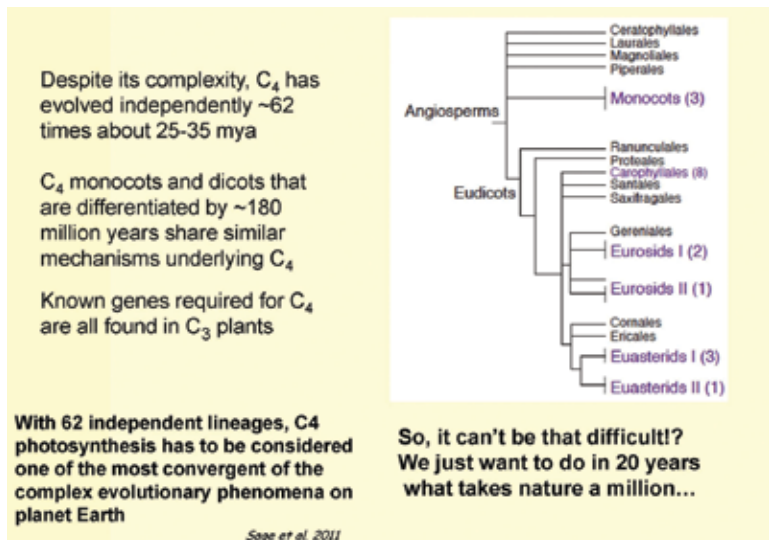 Despite its complexity, C₄ has
evolved independently ~62
times about 25-35 mya
C₄ monocots and dicots that
are differentiated by ~180
million years share similar
mechanisms underlying C₄
Known genes required for C₄
are all found in C₃ plants
With 62 independent lineages, C4
photosynthesis has to be considered
one of the most convergent of the
complex evolutionary phenomena on
planet Earth
Sage et al. 2011
Ceratophyllales
Laurales
Magnoliales
Piperales
Monocots (3)
Angiosperms
Ranunculales
Proteales
Carophyllales (8)
Santales
Saxifragales
Eudicots
Gereniales
Eurosids I (2)
Eurosids II (1)
Cornales
Ericales
Euasterids I (3)
Euasterids II (1)
So, it can't be that difficult!?
We just want to do in 20 years
what takes nature a million...